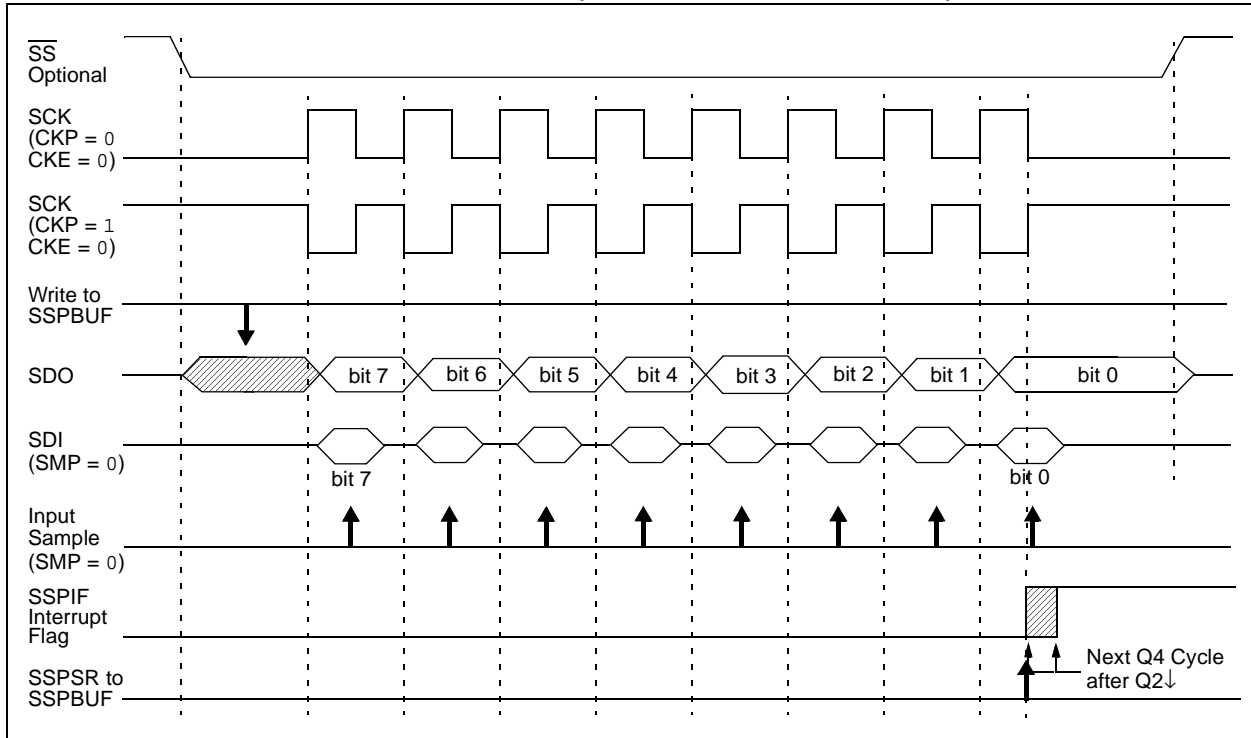 SS
Optional
SCK
(CKP = 0
CKE = 0)
SCK
(CKP = 1
CKE = 0)
Write to
SSPBUF
SDO
bit 7
bit 6
bit 5
bit 4
bit 3
bit 2
bit 1
bit 0
SDI
(SMP = 0)
bit 7
bit 0
Input
Sample
(SMP = 0)
SSPIF
Interrupt
Flag
Next Q4 Cycle
after Q2↓
SSPSR to
SSPBUF